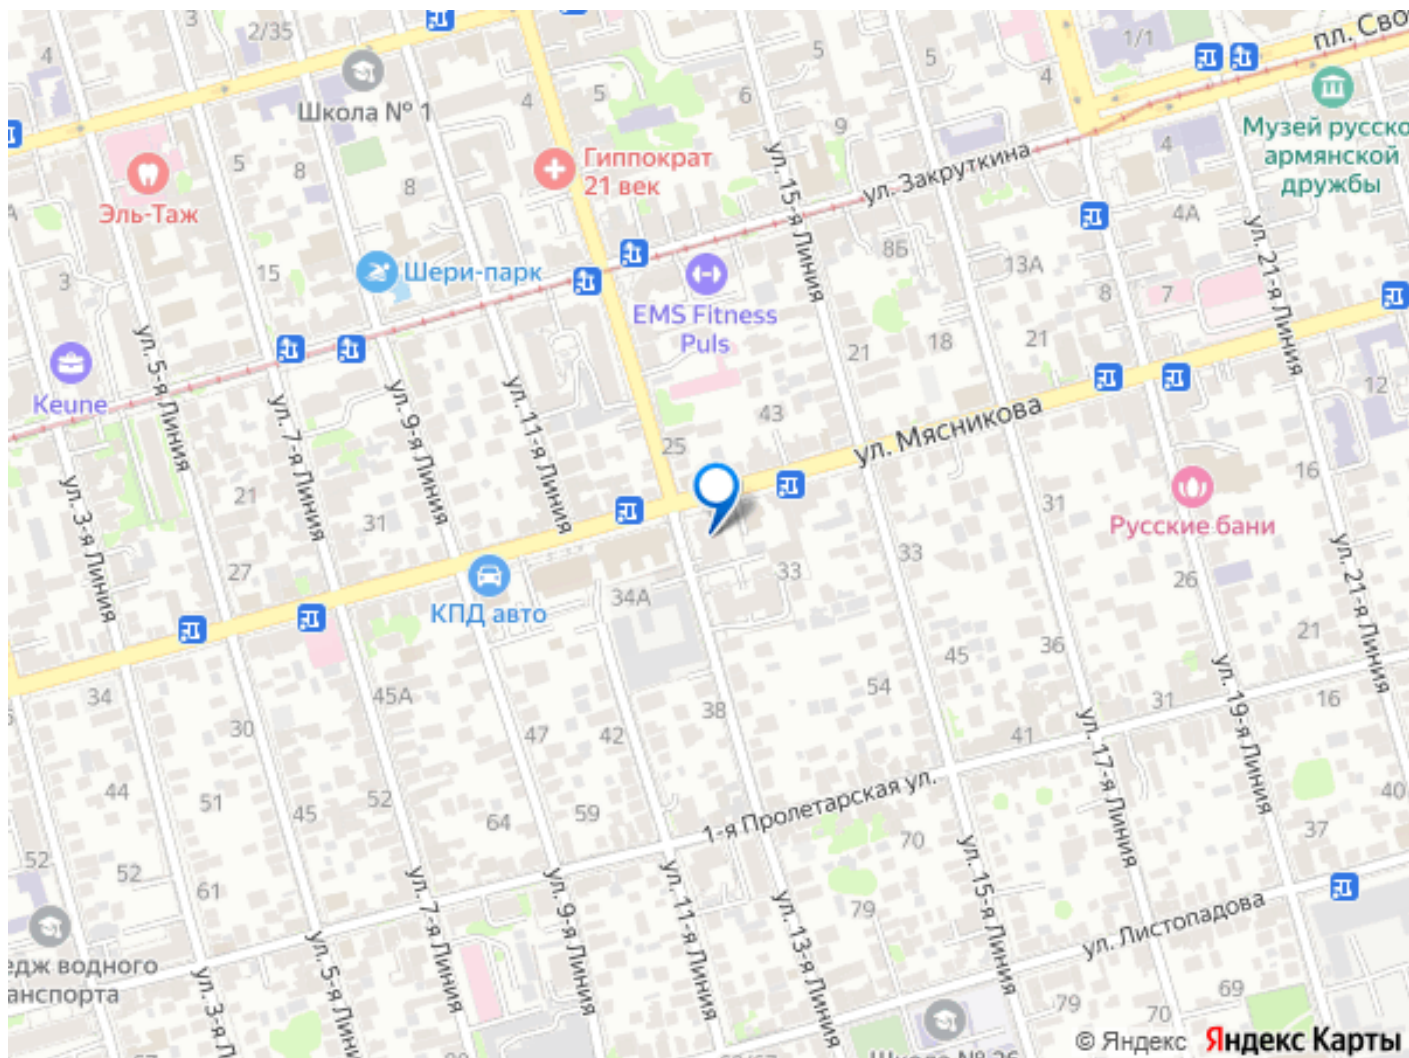 2/35
4
3
Школа № 1
5
8
8
4
5
6
5
9
5
4
1/1
4
пл. Сво
Музей русско
армянской
дружбы
Гиппократ
21 век
ул. 15-я Линия
ул. Закруткина
Эль-Таж
Шери-парк
15
3
EMS Fitness
Puls
8Б
13А
8
7
4А
ул. 21-я Линия
18
21
21
12
Keune
ул. 5-я Линия
ул. 7-я Линия
ул. 9-я Линия
ул. 11-я Линия
43
25
ул. Мясникова
16
ул. 3-я Линия
21
31
27
31
33
Русские бани
26
КПД авто
34А
33
ул. 21-я Линия
21
36
45
54
34
30
45А
47
42
38
31
16
41
ул. 17-я Линия
ул. 19-я Линия
44
51
45
52
64
59
1-я Пролетарская ул.
70
37
40
52
52
61
ул. 7-я Линия
ул. 9-я Линия
ул. 11-я Линия
ул. 13-я Линия
79
ул. 15-я Линия
ул. Листопадова
едж водного
анспорта
ул. 3-я Л
ул. 5-я Линия
79
70
69
© Яндекс Яндекс Карты